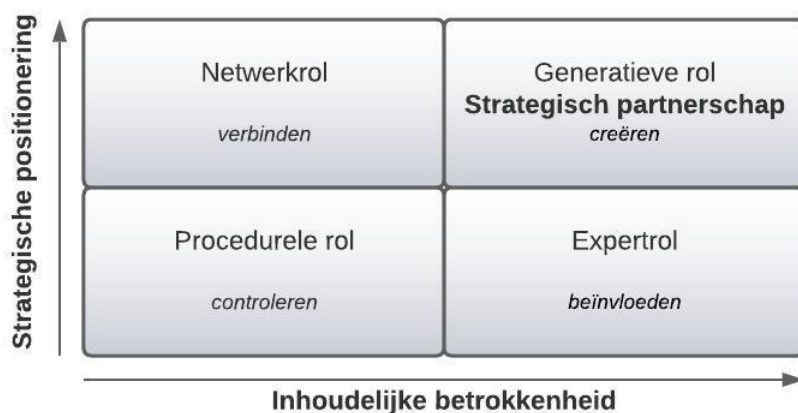 Strategische positionering
Netwerkrol
verbinden
Generatieve rol
Strategisch partnerschap
creëren
Procedurele rol
controleren
Expertrol
beïnvloeden
Inhoudelijke betrokkenheid